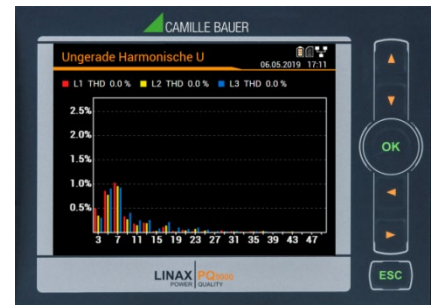 CAMILLE BAUER
Ungerade Harmonische U
06.05.2019 17:11
L1 THD 0.0 % L2 THD 0.0 % L3 THD 0.0 %
2.5%
2.0%
1.5%
1.0%
0.5%
3 7 11 15 19 23 27 31 35 39 43 47
OK
LINAX PQ5000
POWER QUALITY
ESC